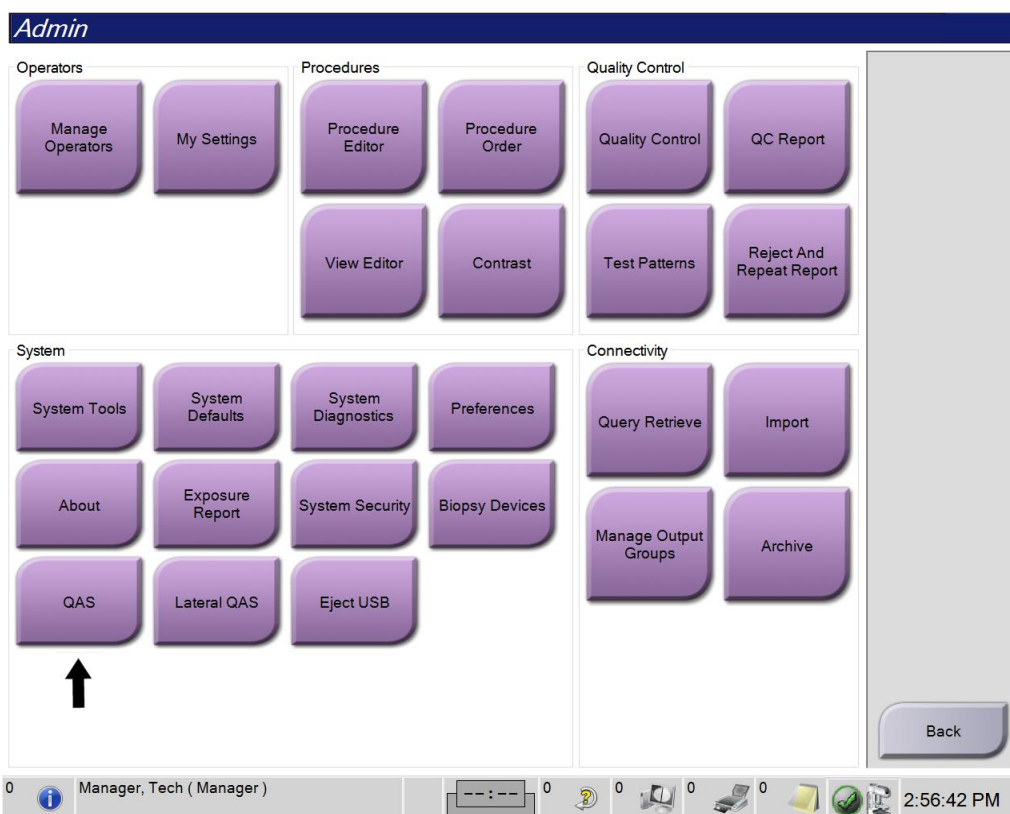 Admin
Operators
Manage
Operators
My Settings
Procedures
Procedure
Editor
Procedure
Order
View Editor
Contrast
Quality Control
Quality Control
QC Report
Test Patterns
Reject And
Repeat Report
System
System Tools
System
Defaults
System
Diagnostics
Preferences
About
Exposure
Report
System Security
Biopsy Devices
QAS
Lateral QAS
Eject USB
Connectivity
Query Retrieve
Import
Manage Output
Groups
Archive
Back
0 Manager, Tech ( Manager ) --:-- 0 0 0 0 2:56:42 PM